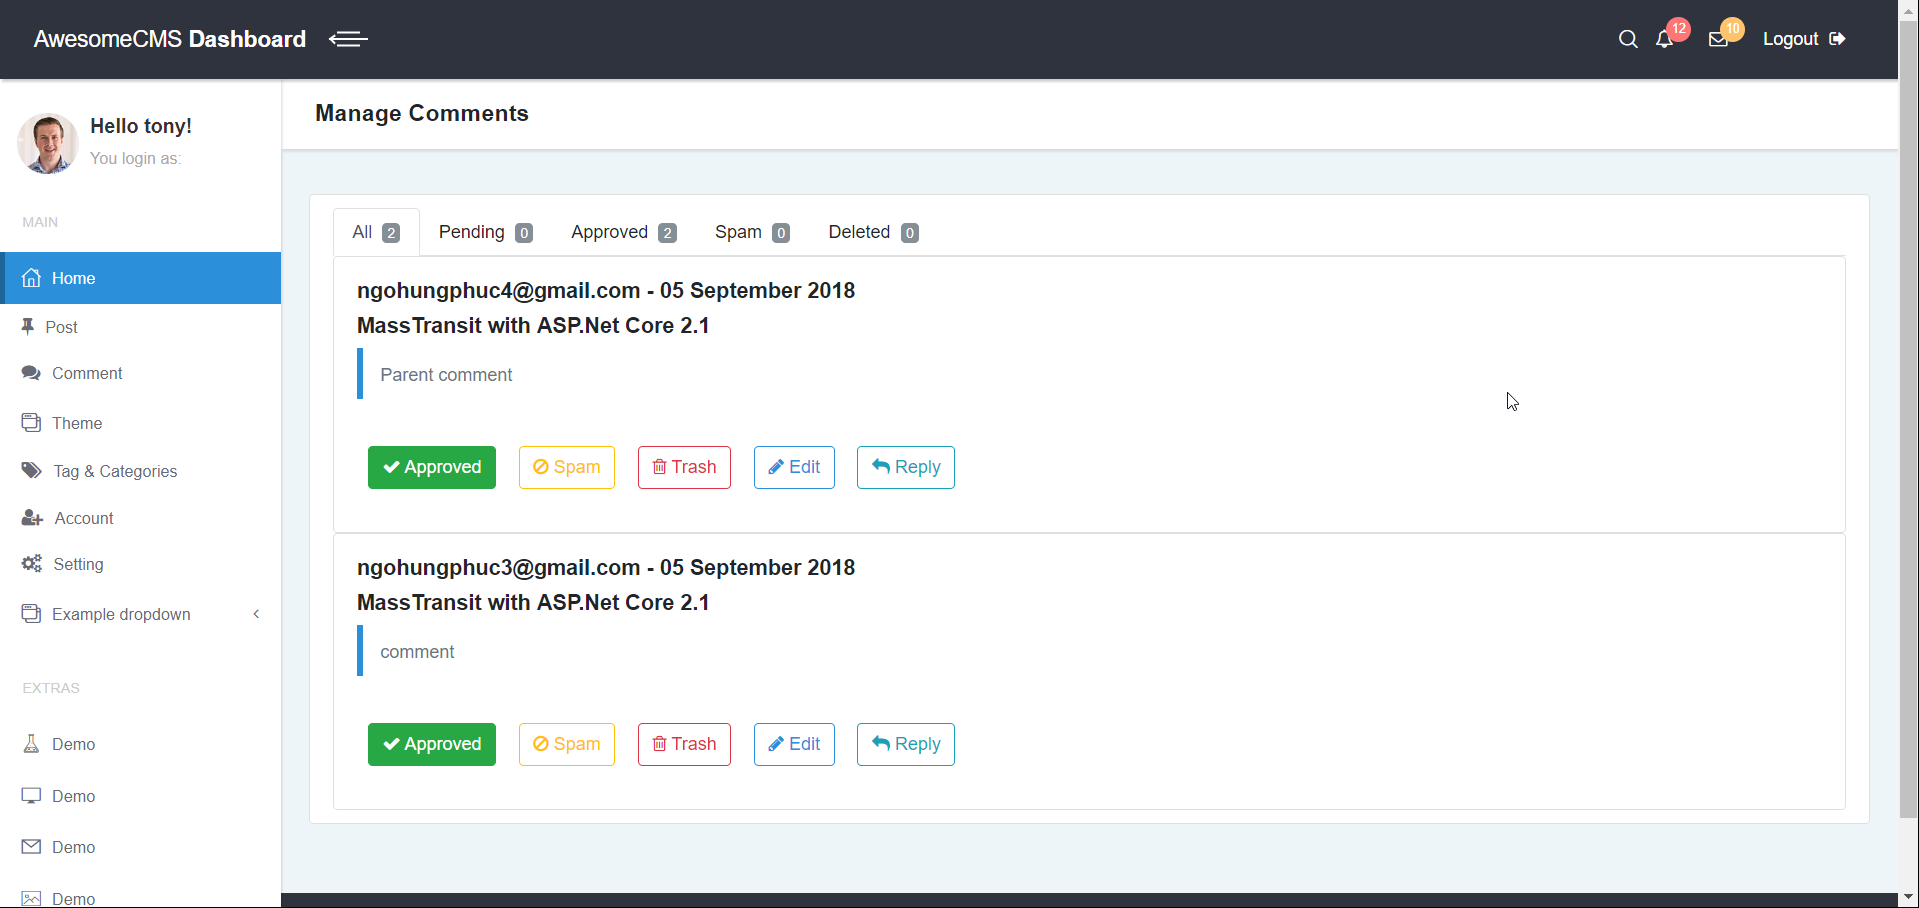 AwesomeCMS Dashboard
12
10
Logout
Hello tony!
You login as:
MAIN
Home
Post
Comment
Theme
Tag & Categories
Account
Setting
Example dropdown
EXTRAS
Demo
Demo
Demo
Demo
Manage Comments
All 2 Pending 0 Approved 2 Spam 0 Deleted 0
ngohungphuc4@gmail.com - 05 September 2018
MassTransit with ASP.Net Core 2.1
Parent comment
Approved Spam Trash Edit Reply
ngohungphuc3@gmail.com - 05 September 2018
MassTransit with ASP.Net Core 2.1
comment
Approved Spam Trash Edit Reply